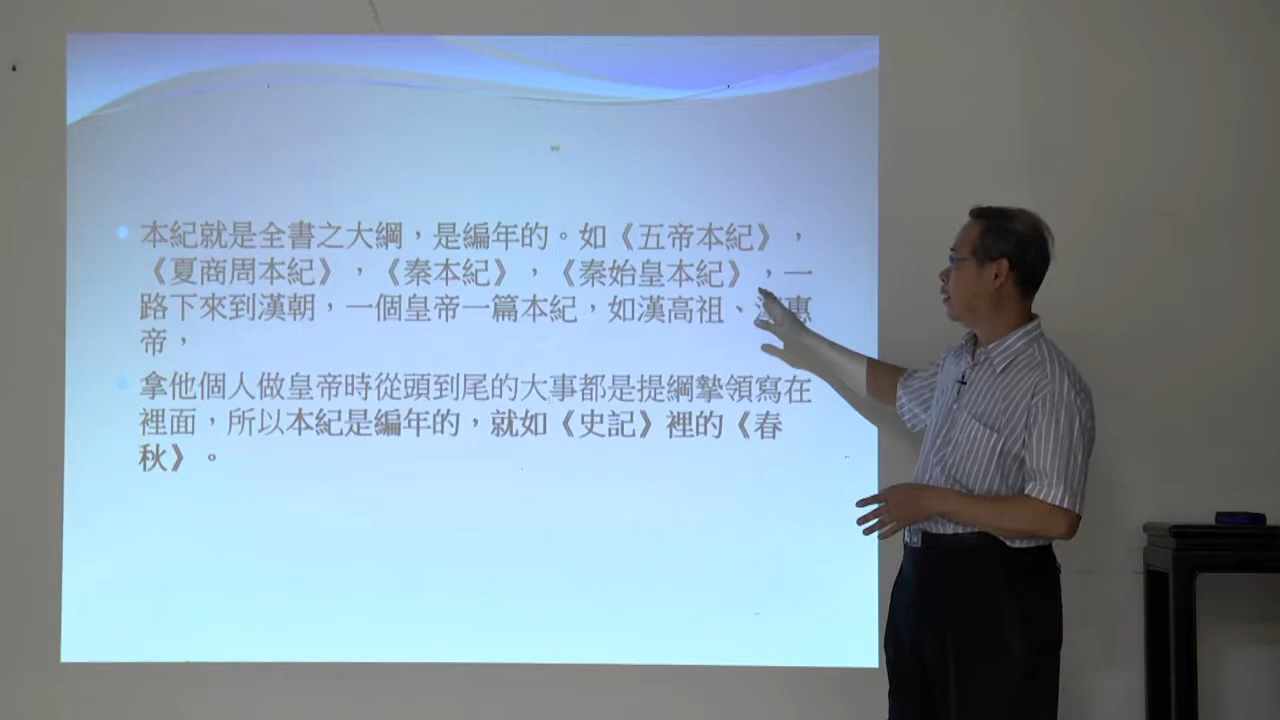 本紀就是全書之大綱，是編年的。如《五帝本紀》，
《夏商周本紀》，《秦本紀》，《秦始皇本紀》，一
路下來到漢朝，一個皇帝一篇本紀，如漢高祖、漢惠
帝，
拿他個人做皇帝時從頭到尾的大事都是提綱摯領寫在
裡面，所以本紀是編年的，就如《史記》裡的《春
秋》。